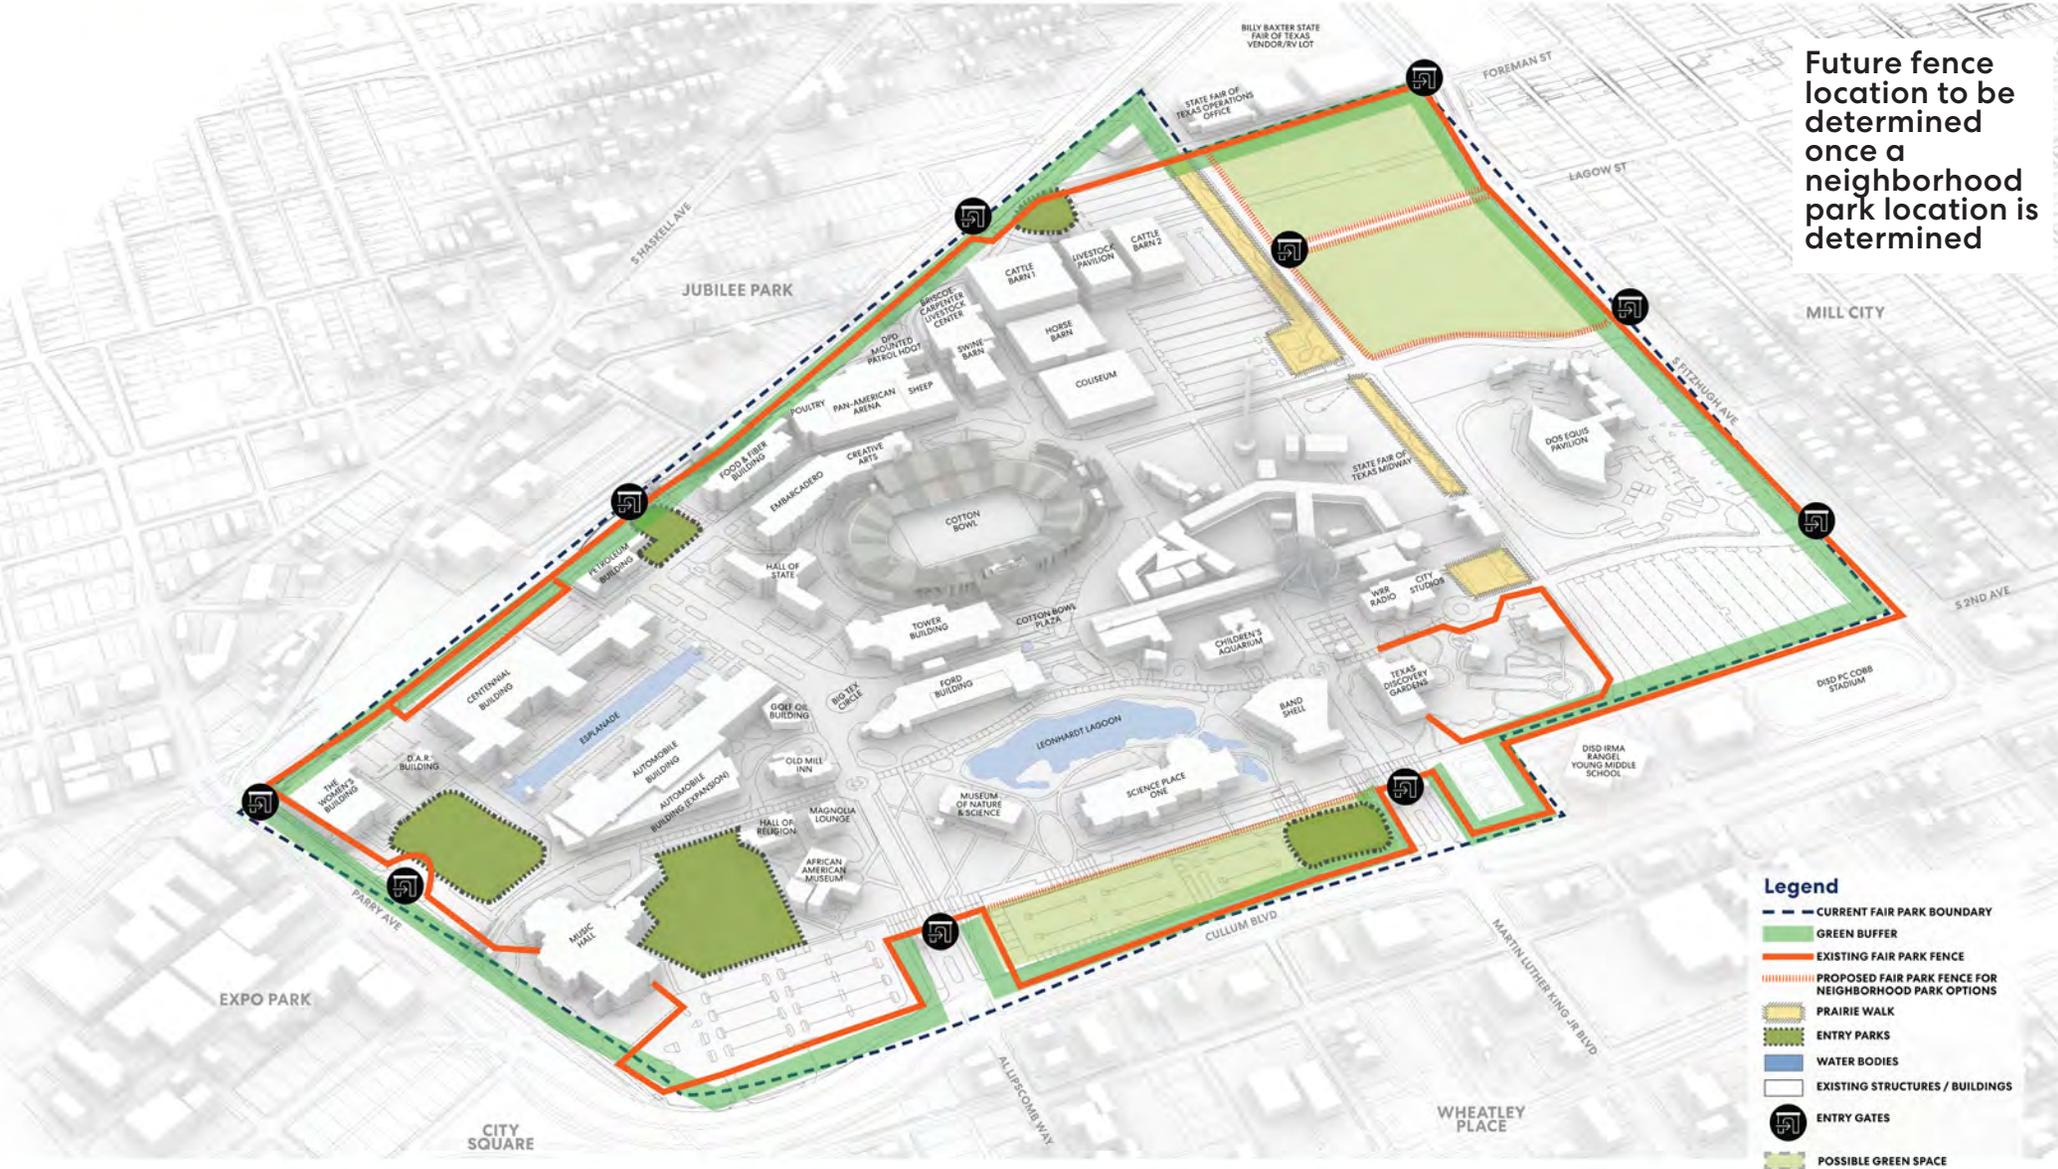 BILLY BAXTER STATE
FAIR OF TEXAS
VENDOR/RV LOT
FOREMAN ST
Future fence
location to be
determined
once a
neighborhood
park location is
determined
STATE FAIR OF
TEXAS OPERATIONS
OFFICE
LAGOW ST
S HASKELL AVE
JUBILEE PARK
MILL CITY
CATTLE
BARN 1
LIVESTOCK
PAVILION
CATTLE
BARN 2
BRISCOE-
CARPENTER
LIVESTOCK
CENTER
HORSE
BARN
DPD
MOUNTED
PATROL HDQT
SWINE
BARN
COLISEUM
POULTRY
PAN-AMERICAN
ARENA
SHEEP
S FITZHUGH AVE
FOOD & FIBER
BUILDING
CREATIVE
ARTS
EMBARCADERO
DOS EQUIS
PAVILION
STATE FAIR OF
TEXAS MIDWAY
COTTON
BOWL
PETROLEUM
BUILDING
HALL OF
STATE
WRR
RADIO
CITY
STUDIOS
S 2ND AVE
TOWER
BUILDING
COTTON BOWL
PLAZA
CHILDREN'S
AQUARIUM
CENTENNIAL
BUILDING
FORD
BUILDING
BIG TEX
CIRCLE
TEXAS
DISCOVERY
GARDENS
DISD PC COBB
STADIUM
GOLF OIL
BUILDING
BAND
SHELL
ESPLANADE
LEONHARDT LAGOON
D.A.R.
BUILDING
AUTOMOBILE
BUILDING
OLD MILL
INN
DISD IRMA
RANGEL
YOUNG MIDDLE
SCHOOL
THE
WOMEN'S
BUILDING
AUTOMOBILE
BUILDING (EXPANSION)
SCIENCE PLACE
ONE
MUSEUM
OF NATURE
& SCIENCE
MAGNOLIA
LOUNGE
HALL OF
RELIGION
AFRICAN
AMERICAN
MUSEUM
PARRY AVE
MUSIC
HALL
CULLUM BLVD
MARTIN LUTHER KING JR BLVD
EXPO PARK
AL LIPSCOMB WAY
CITY
SQUARE
WHEATLEY
PLACE
Legend
CURRENT FAIR PARK BOUNDARY
GREEN BUFFER
EXISTING FAIR PARK FENCE
PROPOSED FAIR PARK FENCE FOR
NEIGHBORHOOD PARK OPTIONS
PRAIRIE WALK
ENTRY PARKS
WATER BODIES
EXISTING STRUCTURES / BUILDINGS
ENTRY GATES
POSSIBLE GREEN SPACE